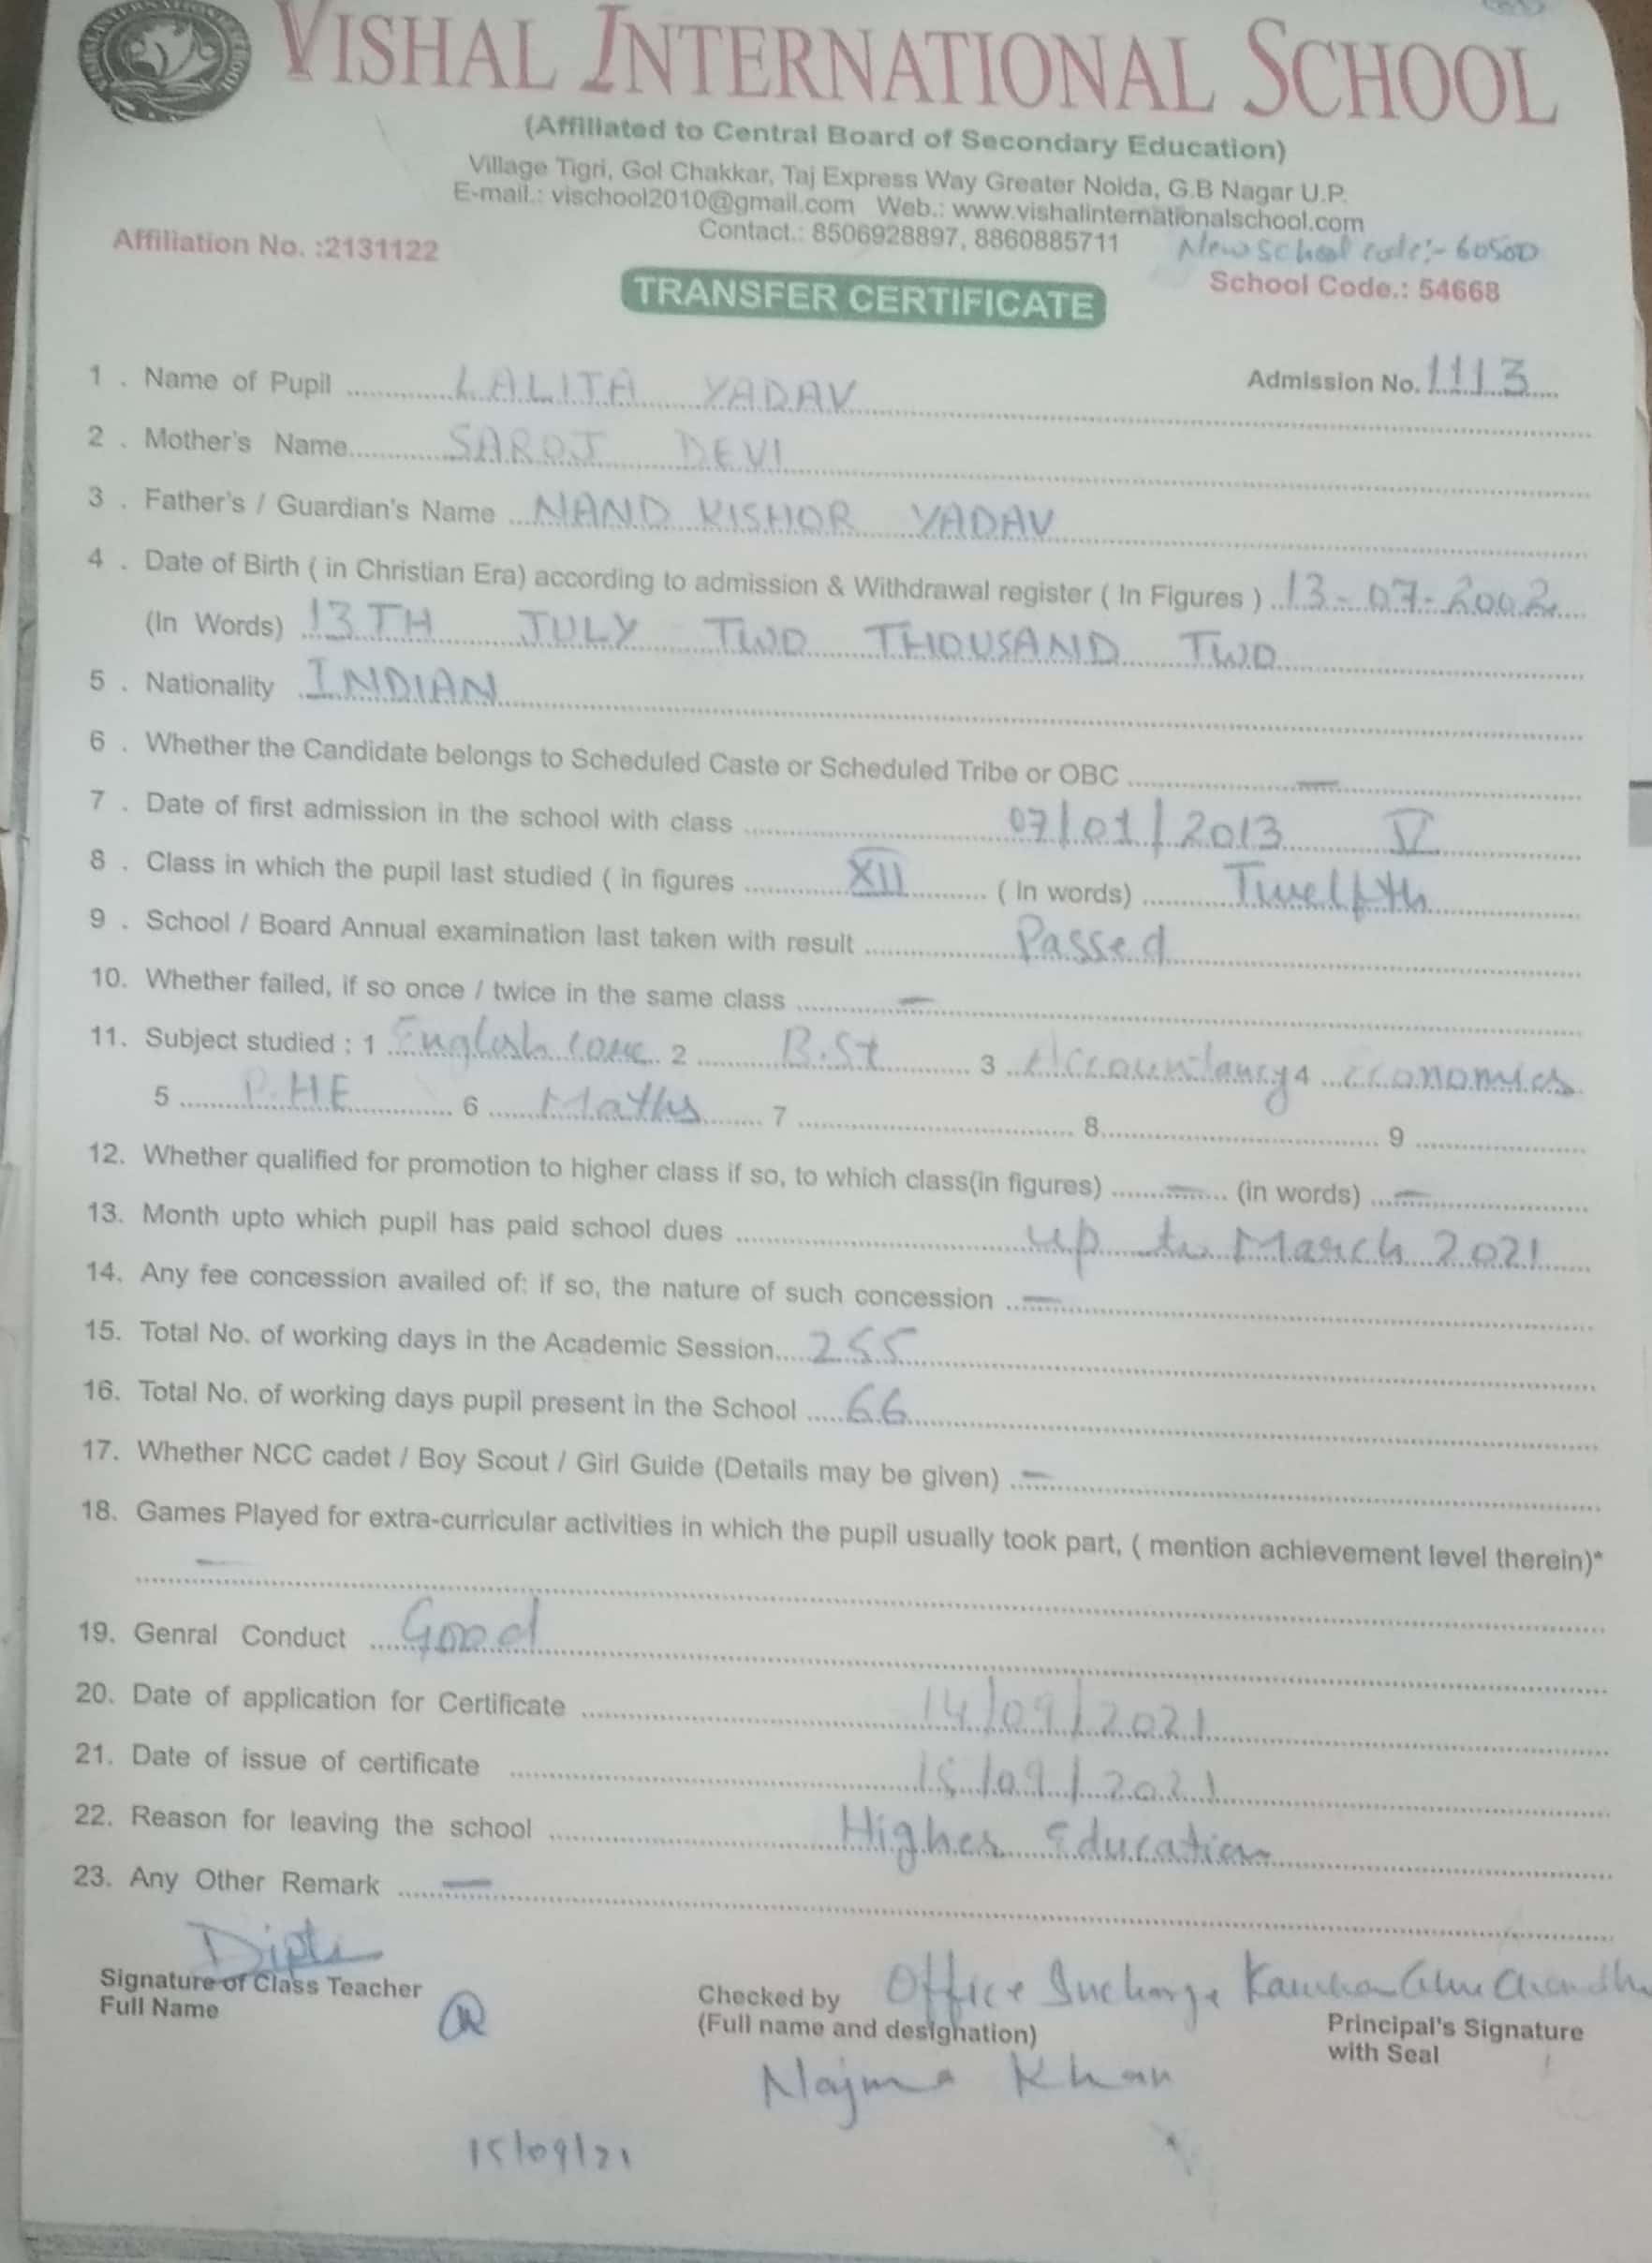 VISHAL INTERNATIONAL SCHOOL
(Affiliated to Central Board of Secondary Education)
Village Tigri, Gol Chakkar, Taj Express Way Greater Noida, G.B Nagar U.P.
E-mail.: vischool2010@gmail.com Web.: www.vishalinternationalschool.com
Contact.: 8506928897, 8860885711
New School code:- 60500
Affiliation No. :2131122
School Code.: 54668
TRANSFER CERTIFICATE
Admission No. 1113
1 . Name of Pupil LALITA YADAV
2 . Mother's Name SAROJ DEVI
3 . Father's / Guardian's Name NAND KISHOR YADAV
4 . Date of Birth ( in Christian Era) according to admission & Withdrawal register ( In Figures ) 13-07-2002
(In Words) 13TH JULY TWO THOUSAND TWO
5 . Nationality INDIAN
6 . Whether the Candidate belongs to Scheduled Caste or Scheduled Tribe or OBC —
7 . Date of first admission in the school with class 07/01/2013 V
8 . Class in which the pupil last studied ( in figures XII ( In words) Twelfth
9 . School / Board Annual examination last taken with result Passed
10. Whether failed, if so once / twice in the same class —
11. Subject studied : 1 English core 2 B.St 3 Accountancy 4 Economics
5 P.HE 6 Maths 7 8 9
12. Whether qualified for promotion to higher class if so, to which class(in figures) — (in words) —
13. Month upto which pupil has paid school dues up to March 2021
14. Any fee concession availed of: if so, the nature of such concession —
15. Total No. of working days in the Academic Session 255
16. Total No. of working days pupil present in the School 66
17. Whether NCC cadet / Boy Scout / Girl Guide (Details may be given) —
18. Games Played for extra-curricular activities in which the pupil usually took part, ( mention achievement level therein)*
—
19. Genral Conduct Good
20. Date of application for Certificate 14/09/2021
21. Date of issue of certificate 15/09/2021
22. Reason for leaving the school Higher Education
23. Any Other Remark —
Dipti
Signature of Class Teacher
Full Name
Checked by Office Incharge
(Full name and designation)
Najma Khan
Principal's Signature
with Seal
15/09/21